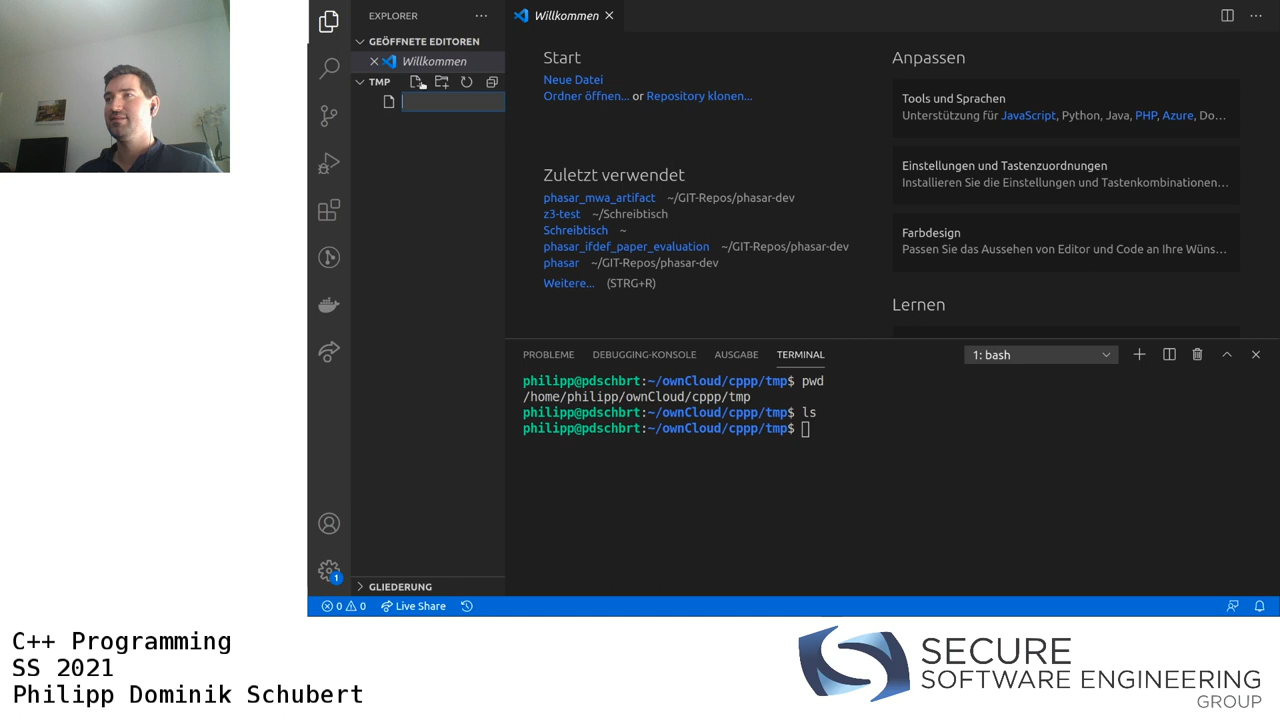 EXPLORER
GEÖFFNETE EDITOREN
Willkommen
TMP
GLIEDERUNG
Willkommen
Start
Neue Datei
Ordner öffnen... or Repository klonen...
Zuletzt verwendet
phasar_mwa_artifact ~/GIT-Repos/phasar-dev
z3-test ~/Schreibtisch
Schreibtisch ~
phasar_ifdef_paper_evaluation ~/GIT-Repos/phasar-dev
phasar ~/GIT-Repos/phasar-dev
Weitere... (STRG+R)
Anpassen
Tools und Sprachen
Unterstützung für JavaScript, Python, Java, PHP, Azure, Do...
Einstellungen und Tastenzuordnungen
Installieren Sie die Einstellungen und Tastenkombinationen...
Farbdesign
Passen Sie das Aussehen von Editor und Code an Ihre Wüns...
Lernen
PROBLEME DEBUGGING-KONSOLE AUSGABE TERMINAL 1: bash
philipp@pdschbrt:~/ownCloud/cppp/tmp$ pwd
/home/philipp/ownCloud/cppp/tmp
philipp@pdschbrt:~/ownCloud/cppp/tmp$ ls
philipp@pdschbrt:~/ownCloud/cppp/tmp$
1
0 0 Live Share
C++ Programming
SS 2021
Philipp Dominik Schubert
SECURE
SOFTWARE ENGINEERING
GROUP